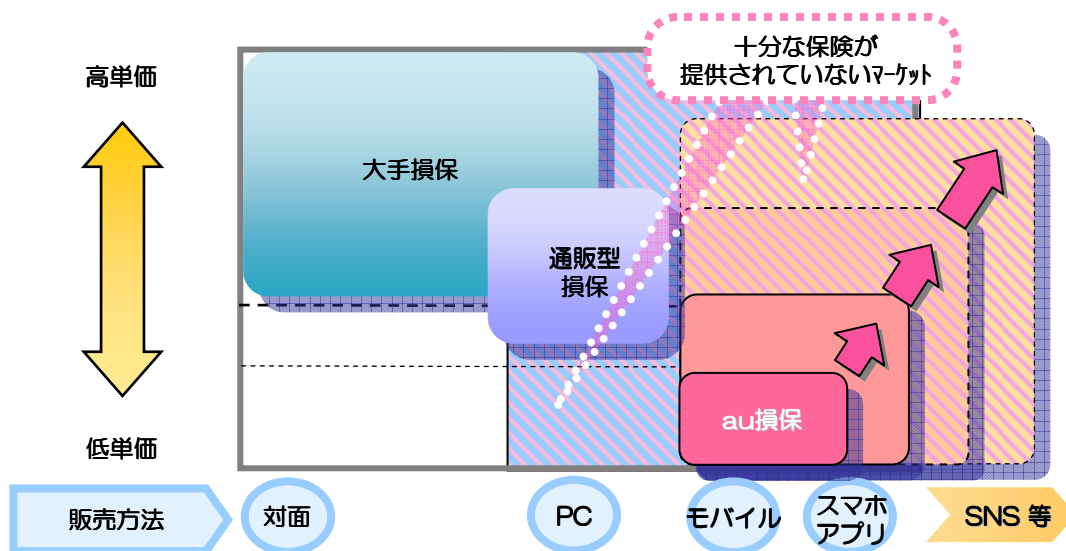 十分な保険が
提供されていないﾏｰｹｯﾄ
高単価
大手損保
通販型
損保
au損保
低単価
販売方法
対面
PC
モバイル
スマホ
アプリ
SNS 等